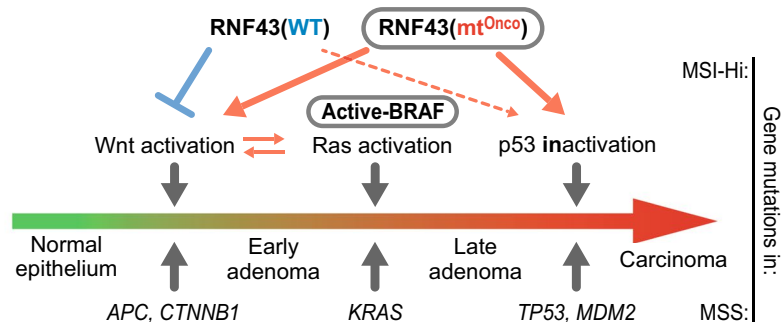 RNF43(WT)
RNF43(mtOnco)
MSI-Hi:
Active-BRAF
Wnt activation
Ras activation
p53 inactivation
Normal
epithelium
Early
adenoma
Late
adenoma
Carcinoma
APC, CTNNB1
KRAS
TP53, MDM2
MSS:
Gene mutations in: